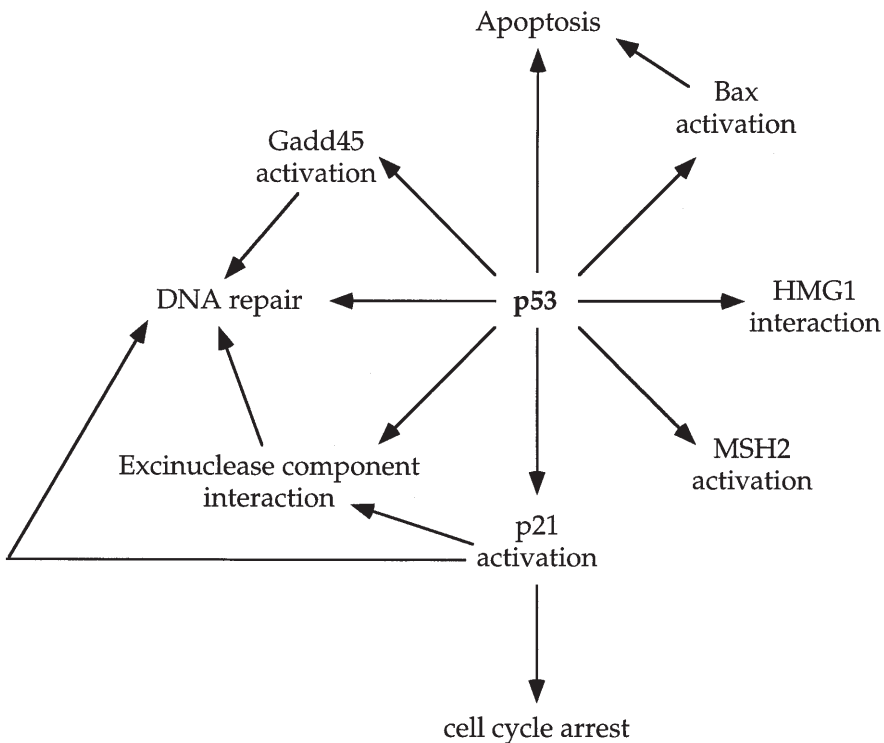 Apoptosis
Bax
activation
Gadd45
activation
DNA repair
p53
HMG1
interaction
Excinuclease component
interaction
MSH2
activation
p21
activation
cell cycle arrest